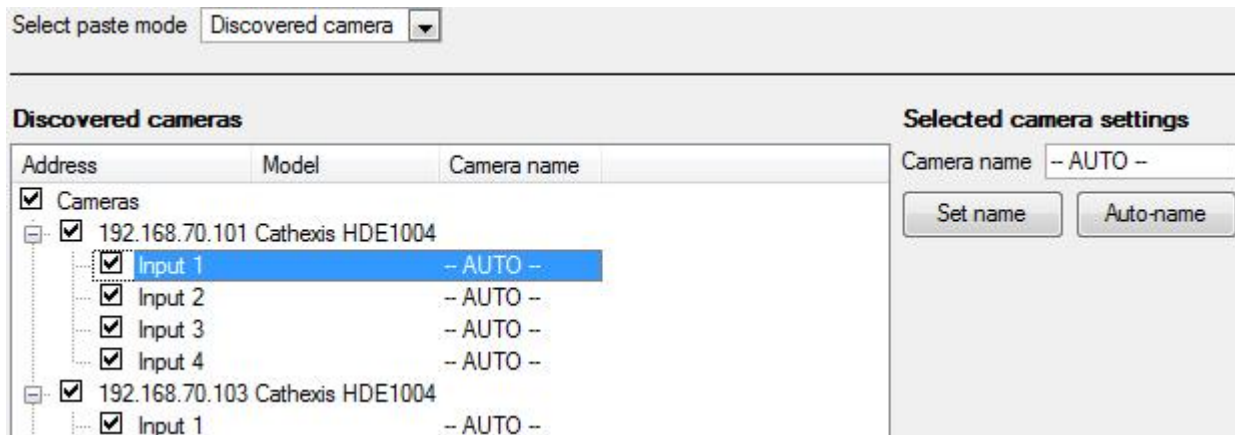 Select paste mode Discovered camera
Discovered cameras Selected camera settings
Address Model Camera name Camera name -- AUTO --
Cameras Set name Auto-name
192.168.70.101 Cathexis HDE1004
Input 1 -- AUTO --
Input 2 -- AUTO --
Input 3 -- AUTO --
Input 4 -- AUTO --
192.168.70.103 Cathexis HDE1004
Input 1 -- AUTO --